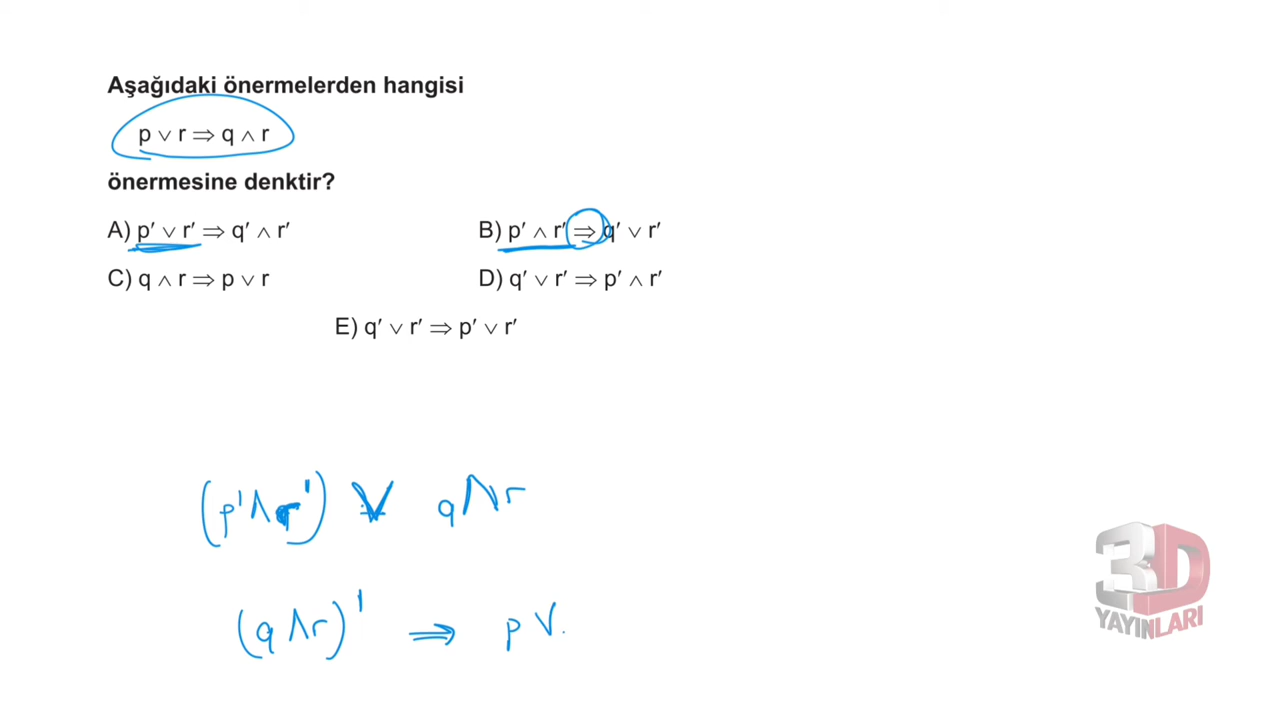 Aşağıdaki önermelerden hangisi
p ∨ r ⇒ q ∧ r
önermesine denktir?
A) p′ ∨ r′ ⇒ q′ ∧ r′
B) p′ ∧ r′ ⇒ q′ ∨ r′
C) q ∧ r ⇒ p ∨ r
D) q′ ∨ r′ ⇒ p′ ∧ r′
E) q′ ∨ r′ ⇒ p′ ∨ r′
(p' ∧ r') ∨ q ∧ r
(q ∧ r)' ⇒ p ∨
3D
YAYINLARI